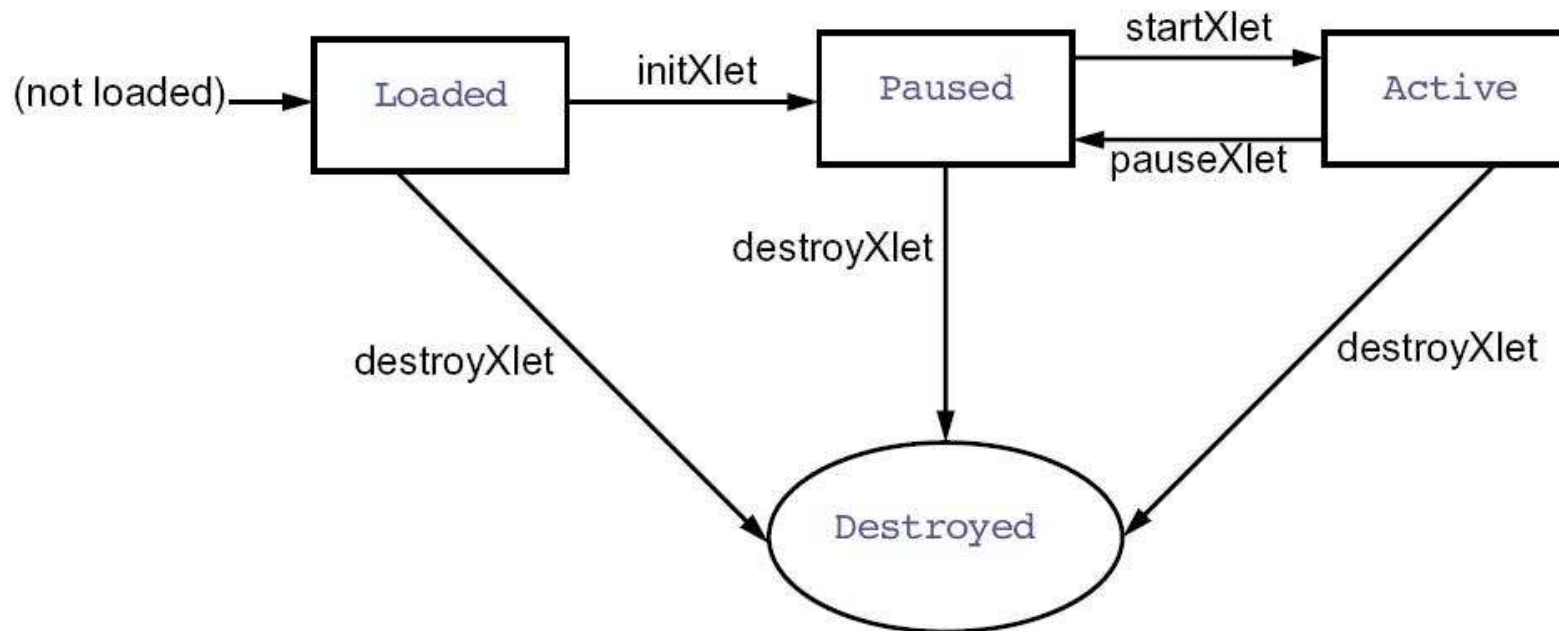 (not loaded)
Loaded
initXlet
Paused
startXlet
Active
pauseXlet
destroyXlet
destroyXlet
destroyXlet
Destroyed